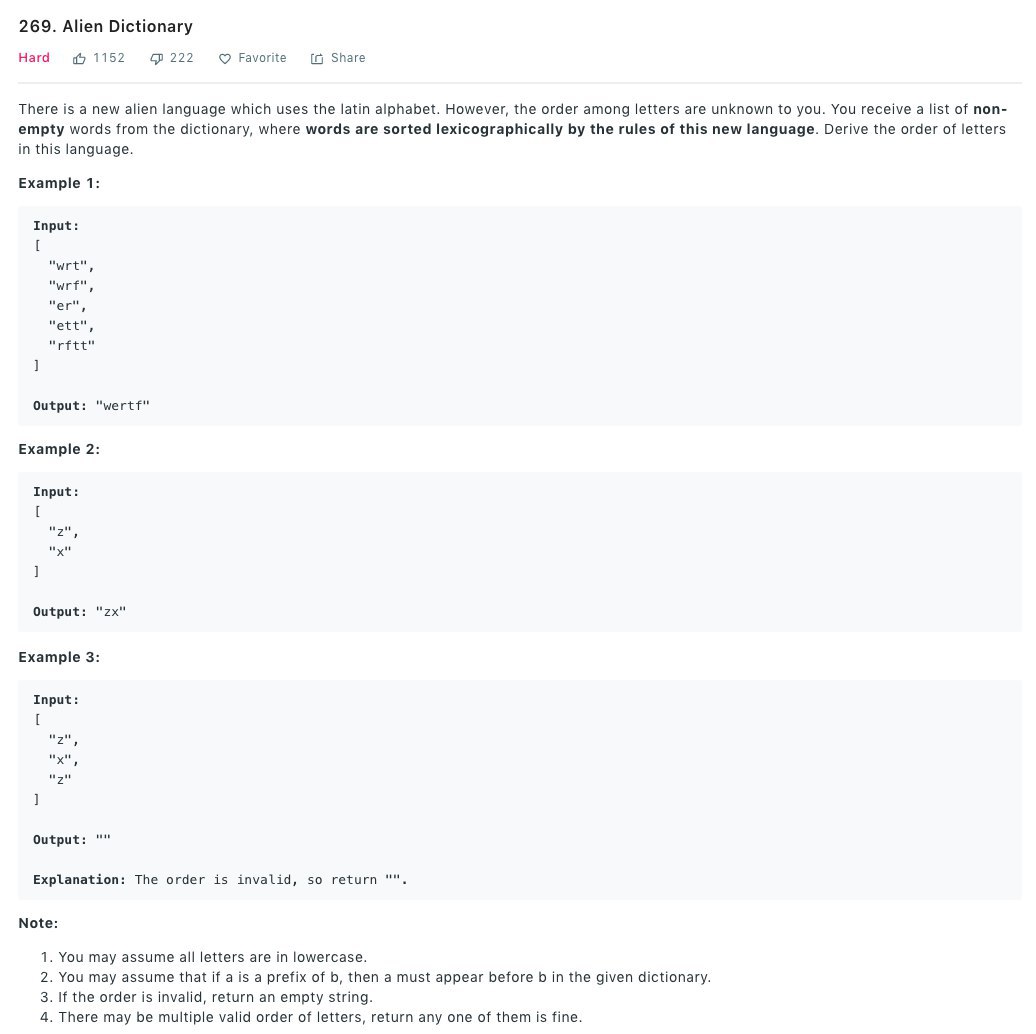 269. Alien Dictionary
Hard 1152 222 Favorite Share
There is a new alien language which uses the latin alphabet. However, the order among letters are unknown to you. You receive a list of non-
empty words from the dictionary, where words are sorted lexicographically by the rules of this new language. Derive the order of letters
in this language.
Example 1:
Input:
[
"wrt",
"wrf",
"er",
"ett",
"rftt"
]
Output: "wertf"
Example 2:
Input:
[
"z",
"x"
]
Output: "zx"
Example 3:
Input:
[
"z",
"x",
"z"
]
Output: ""
Explanation: The order is invalid, so return "".
Note:
1. You may assume all letters are in lowercase.
2. You may assume that if a is a prefix of b, then a must appear before b in the given dictionary.
3. If the order is invalid, return an empty string.
4. There may be multiple valid order of letters, return any one of them is fine.